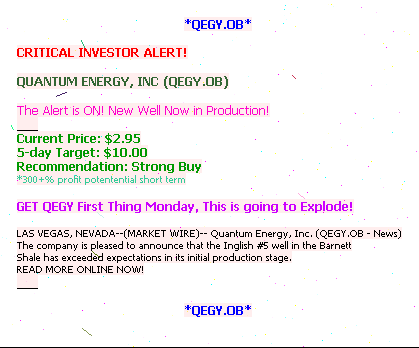 *QEGY.OB*
CRITICAL INVESTOR ALERT!
QUANTUM ENERGY, INC (QEGY.OB)
The Alert is ON! New Well Now in Production!
Current Price: $2.95
5-day Target: $10.00
Recommendation: Strong Buy
*300+% profit potentential short term
GET QEGY First Thing Monday, This is going to Explode!
LAS VEGAS, NEVADA--(MARKET WIRE)-- Quantum Energy, Inc. (QEGY.OB - News)
The company is pleased to announce that the Inglish #5 well in the Barnett
Shale has exceeded expectations in its initial production stage.
READ MORE ONLINE NOW!
*QEGY.OB*